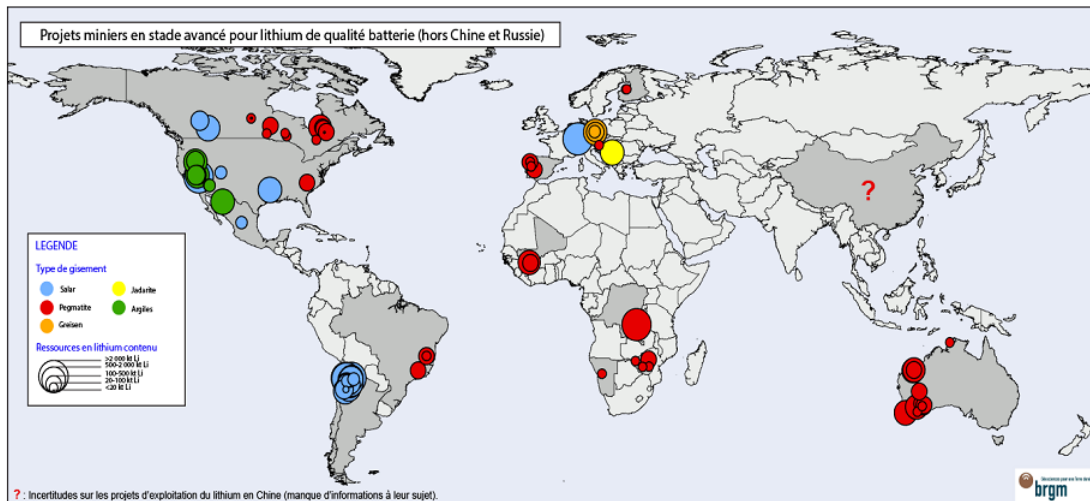 Projets miniers en stade avancé pour lithium de qualité batterie (hors Chine et Russie)
?
LEGENDE
Type de gisement
Salar
Jadarite
Pegmatite
Argiles
Greisen
Ressources en lithium contenu
>2 000 kt Li
500-2 000 kt Li
100-500 kt Li
20-100 kt Li
<20 kt Li
? : Incertitudes sur les projets d'exploitation du lithium en Chine (manque d'informations à leur sujet).
brgm